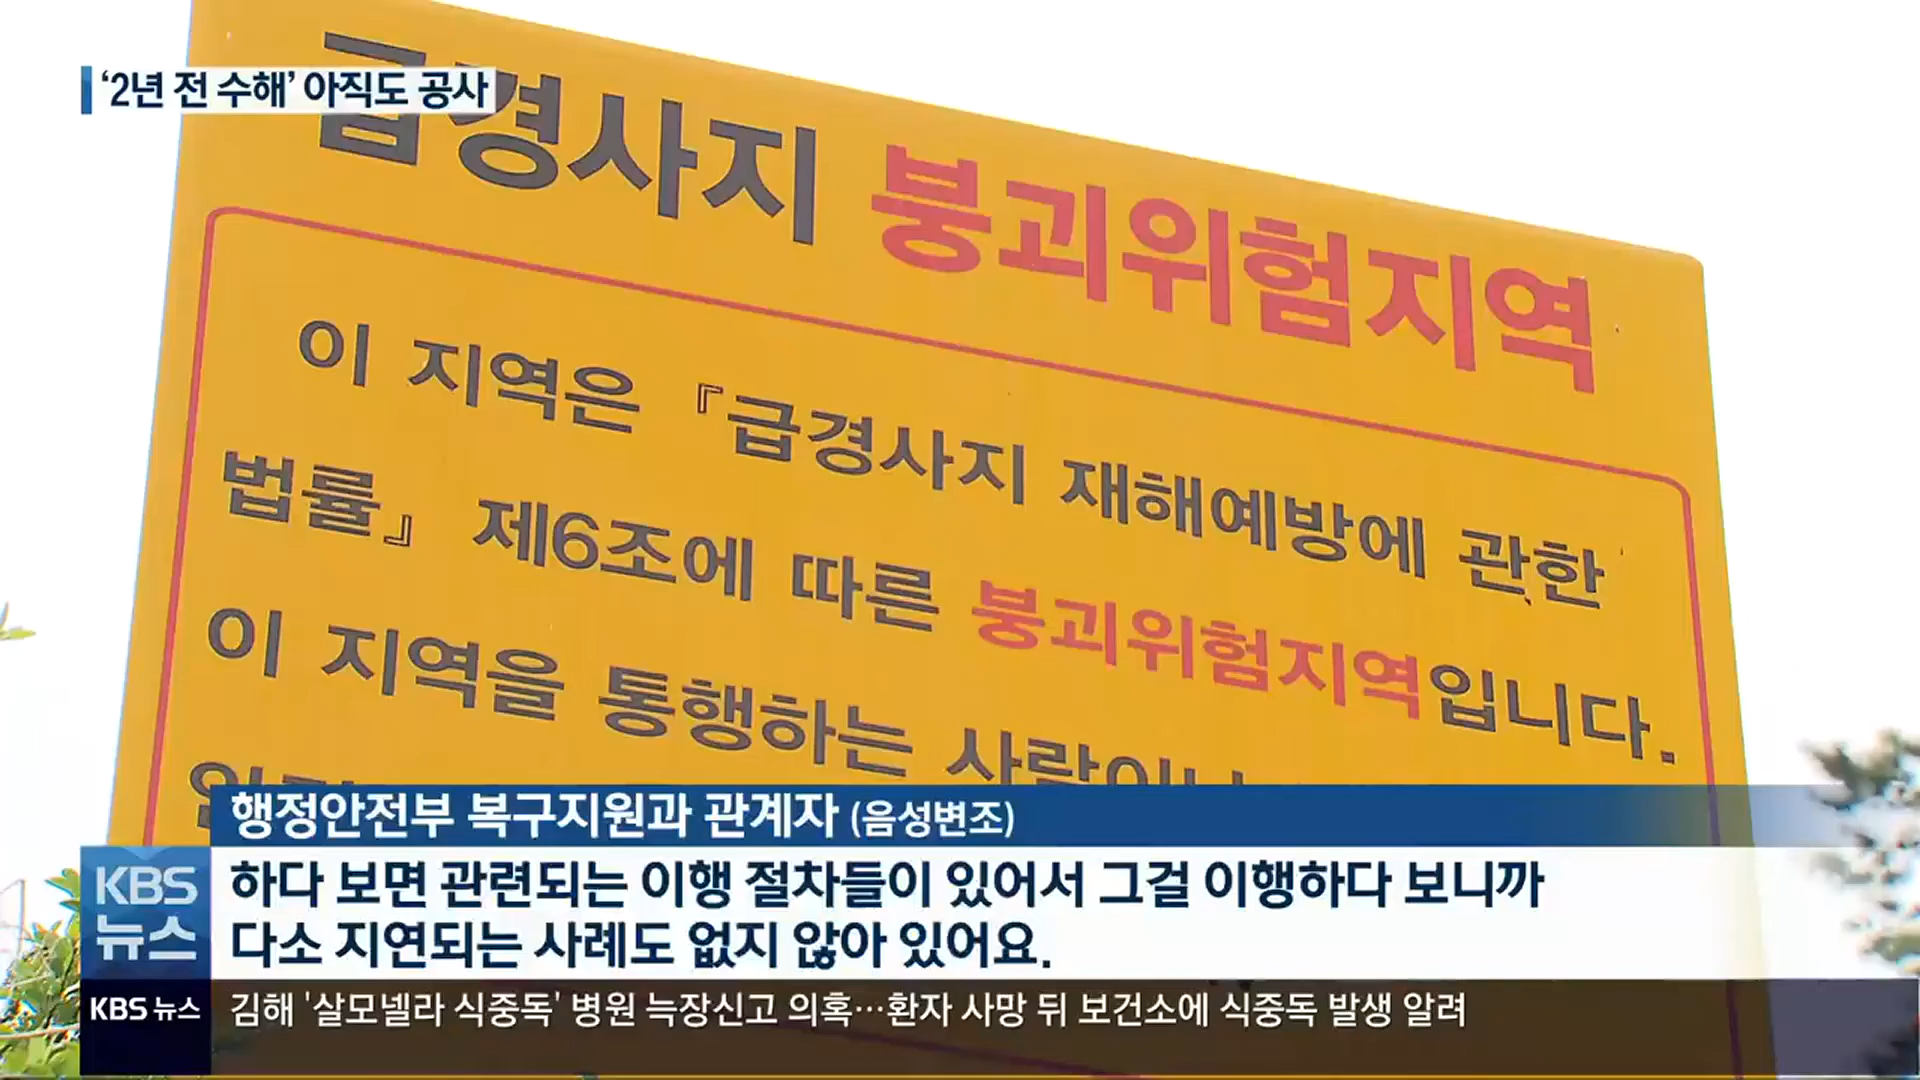 '2년 전 수해' 아직도 공사
급경사지 붕괴위험지역
이 지역은 『급경사지 재해예방에 관한
법률』 제6조에 따른 붕괴위험지역입니다.
이 지역을 통행하는
행정안전부 복구지원과 관계자 (음성변조)
KBS
뉴스
하다 보면 관련되는 이행 절차들이 있어서 그걸 이행하다 보니까
다소 지연되는 사례도 없지 않아 있어요.
KBS 뉴스
김해 '살모넬라 식중독' 병원 늑장신고 의혹…환자 사망 뒤 보건소에 식중독 발생 알려